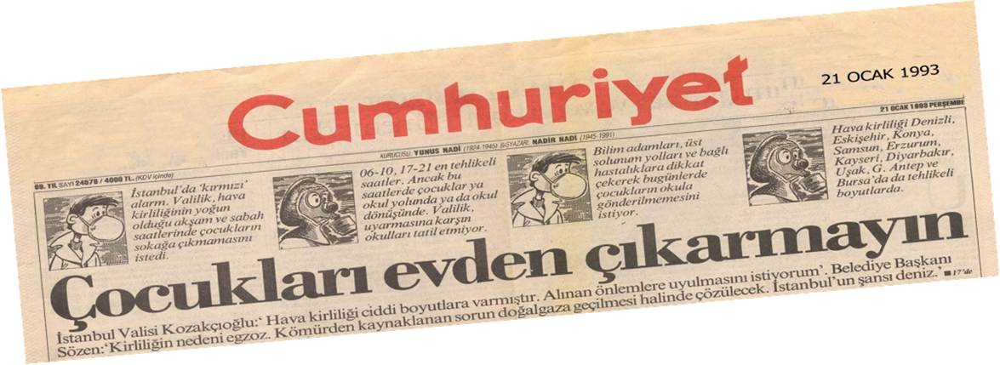 Cumhuriyet
21 OCAK 1993
KURUCUSU: YUNUS NADİ (1924-1945) BAŞYAZARI: NADİR NADİ (1945-1991)
21 OCAK 1993 PERŞEMBE
69. YIL SAYI 24578 / 4000 TL. (KDV içinde)
İstanbul'da 'kırmızı'
alarm. Valilik, hava
kirliliğinin yoğun
olduğu akşam ve sabah
saatlerinde çocukların
sokağa çıkmamasını
istedi.
06-10, 17-21 en tehlikeli
saatler. Ancak bu
saatlerde çocuklar ya
okul yolunda ya da okul
dönüşünde. Valilik,
uyarmasına karşın
okulları tatil etmiyor.
Bilim adamları, üst
solunum yolları ve bağlı
hastalıklara dikkat
çekerek bugünlerde
çocukların okula
gönderilmemesini
istiyor.
Hava kirliliği Denizli,
Eskişehir, Konya,
Samsun, Erzurum,
Kayseri, Diyarbakır,
Uşak, G. Antep ve
Bursa'da da tehlikeli
boyutlarda.
Çocukları evden çıkarmayın
İstanbul Valisi Kozakçıoğlu:‘ Hava kirliliği ciddi boyutlara varmıştır. Alınan önlemlere uyulmasını istiyorum’. Belediye Başkanı
Sözen:‘Kirliliğin nedeni egzoz. Kömürden kaynaklanan sorun doğalgaza geçilmesi halinde çözülecek. İstanbul'un şansı deniz.’ ■ 17'de